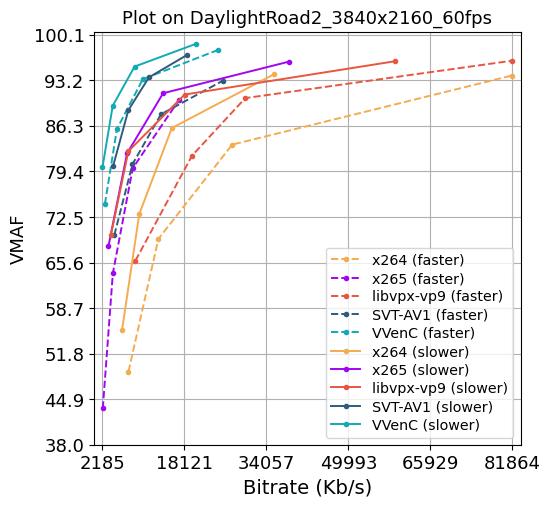 Plot on DaylightRoad2_3840x2160_60fps
100.1
93.2
86.3
79.4
72.5
65.6
58.7
51.8
44.9
38.0
VMAF
x264 (faster)
x265 (faster)
libvpx-vp9 (faster)
SVT-AV1 (faster)
VVenC (faster)
x264 (slower)
x265 (slower)
libvpx-vp9 (slower)
SVT-AV1 (slower)
VVenC (slower)
2185 18121 34057 49993 65929 81864
Bitrate (Kb/s)